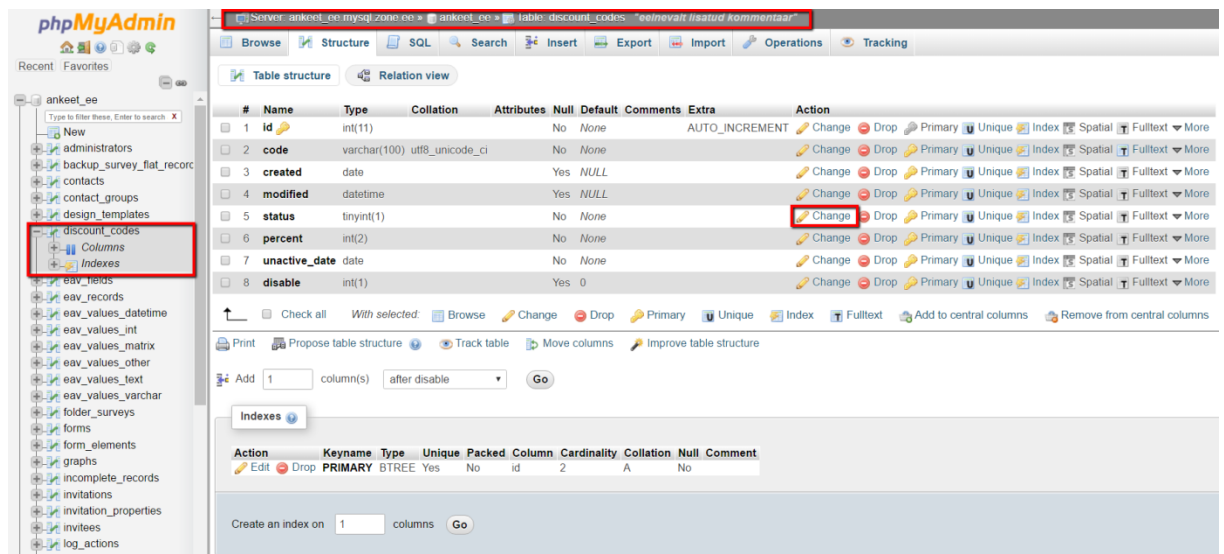 phpMyAdmin
Recent Favorites
ankeet_ee
Type to filter these, Enter to search X
New
administrators
backup_survey_flat_recorc
contacts
contact_groups
design_templates
discount_codes
Columns
Indexes
eav_fields
eav_records
eav_values_datetime
eav_values_int
eav_values_matrix
eav_values_other
eav_values_text
eav_values_varchar
folder_surveys
forms
form_elements
graphs
incomplete_records
invitations
invitation_properties
invitees
log_actions
Server: ankeet_ee.mysql.zone.ee » ankeet_ee » Table: discount_codes "eelnevalt lisatud kommentaar"
Browse Structure SQL Search Insert Export Import Operations Tracking
Table structure Relation view
# Name Type Collation Attributes Null Default Comments Extra Action
1 id int(11) No None AUTO_INCREMENT Change Drop Primary Unique Index Spatial Fulltext More
2 code varchar(100) utf8_unicode_ci No None Change Drop Primary Unique Index Spatial Fulltext More
3 created date Yes NULL Change Drop Primary Unique Index Spatial Fulltext More
4 modified datetime Yes NULL Change Drop Primary Unique Index Spatial Fulltext More
5 status tinyint(1) No None Change Drop Primary Unique Index Spatial Fulltext More
6 percent int(2) No None Change Drop Primary Unique Index Spatial Fulltext More
7 unactive_date date No None Change Drop Primary Unique Index Spatial Fulltext More
8 disable int(1) Yes 0 Change Drop Primary Unique Index Spatial Fulltext More
Check all With selected: Browse Change Drop Primary Unique Index Fulltext Add to central columns Remove from central columns
Print Propose table structure Track table Move columns Improve table structure
Add 1 column(s) after disable Go
Indexes
Action Keyname Type Unique Packed Column Cardinality Collation Null Comment
Edit Drop PRIMARY BTREE Yes No id 2 A No
Create an index on 1 columns Go